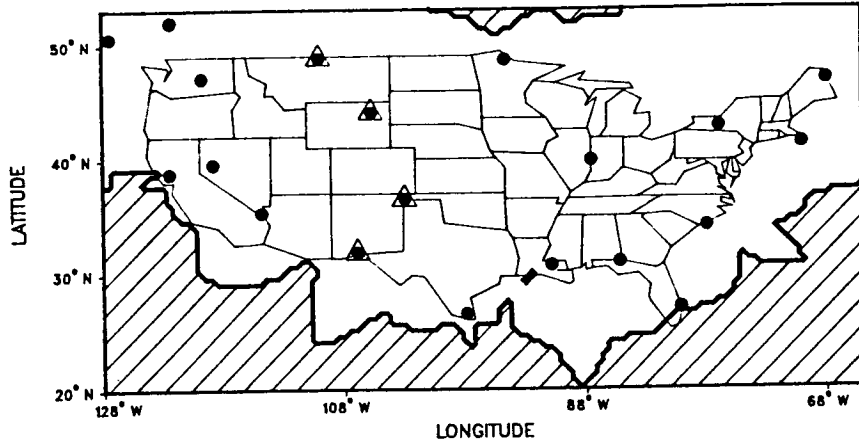 50° N
40° N
30° N
20° N
LATITUDE
128° W
108° W
88° W
68° W
LONGITUDE